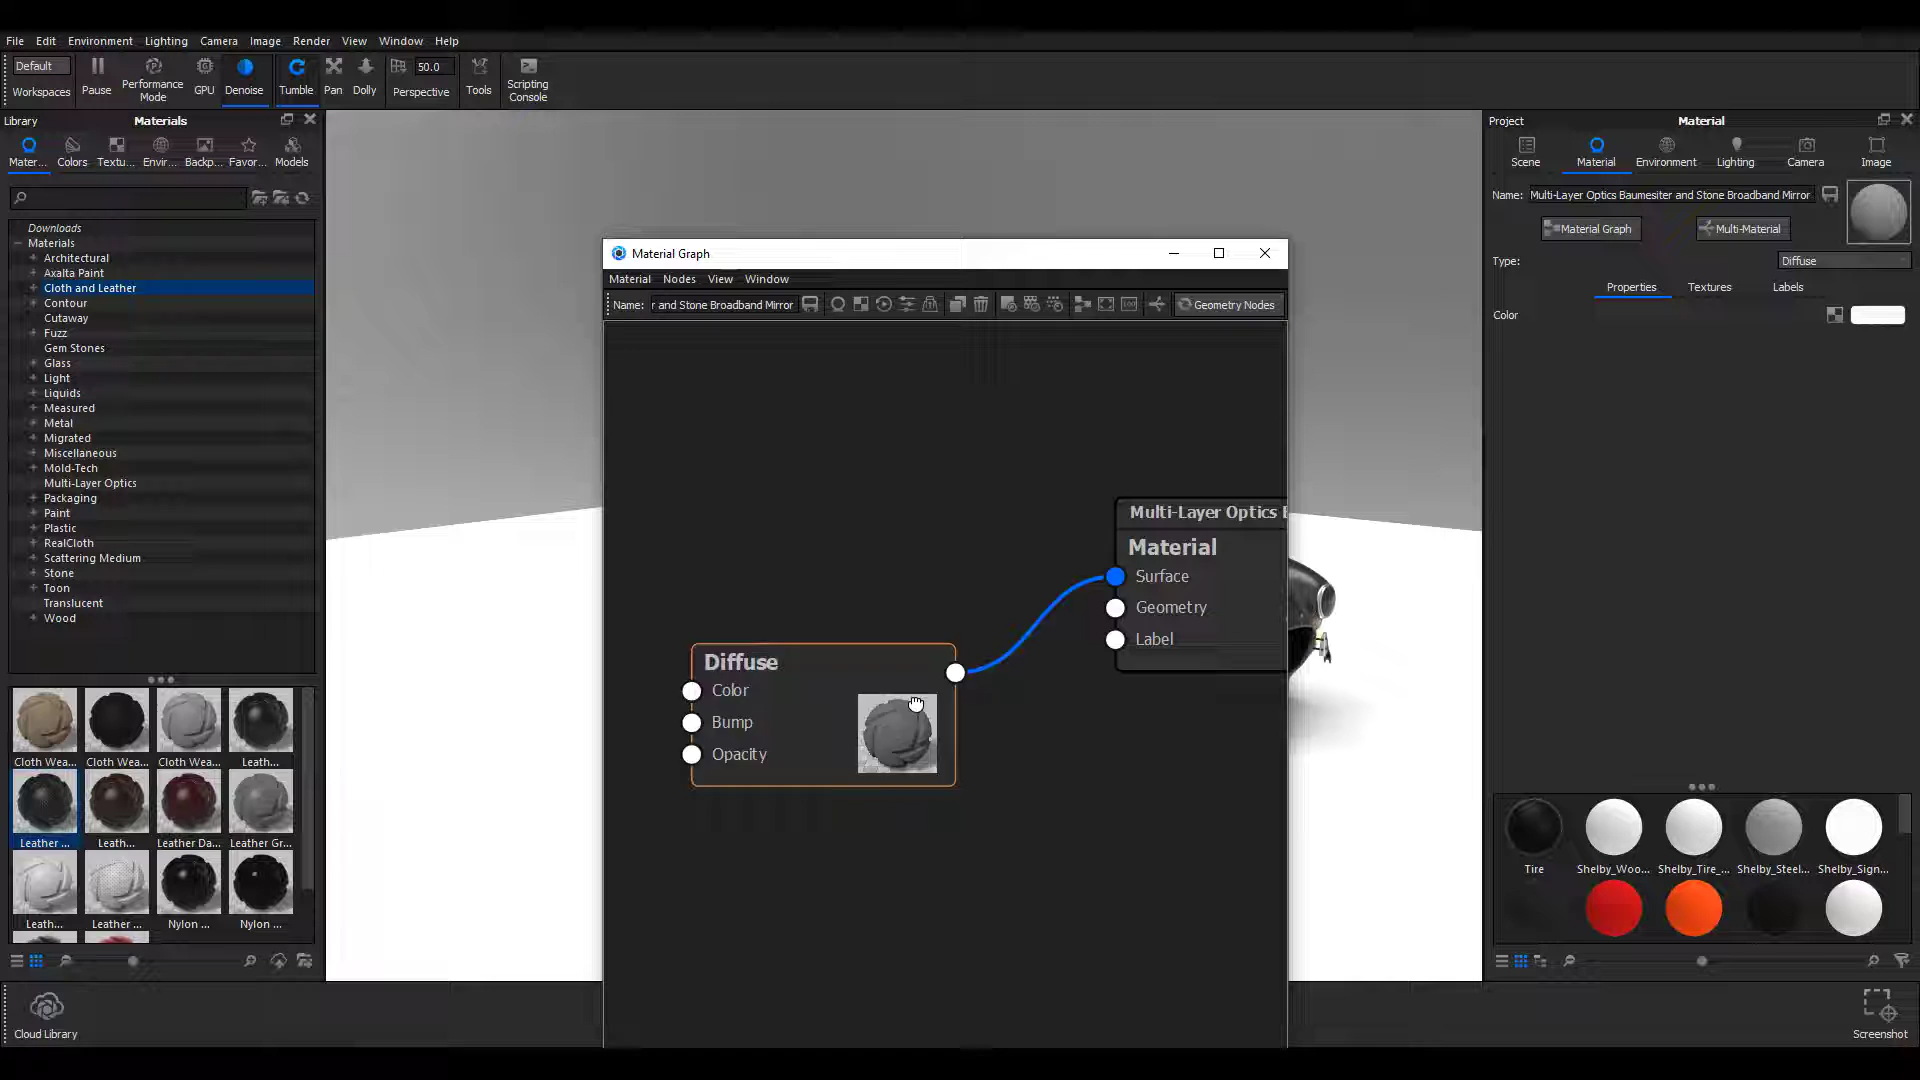 File Edit Environment Lighting Camera Image Render View Window Help
Default 50.0
Workspaces Pause Performance Mode GPU Denoise Tumble Pan Dolly Perspective Tools Scripting Console
Library Materials
Mater... Colors Textu... Envir... Backp... Favor... Models
Downloads
Materials
Architectural
Axalta Paint
Cloth and Leather
Contour
Cutaway
Fuzz
Gem Stones
Glass
Light
Liquids
Measured
Metal
Migrated
Miscellaneous
Mold-Tech
Multi-Layer Optics
Packaging
Paint
Plastic
RealCloth
Scattering Medium
Stone
Toon
Translucent
Wood
Cloth Wea... Cloth Wea... Cloth Wea... Leath...
Leather ... Leath... Leather Da... Leather Gr...
Leath... Leather ... Nylon ... Nylon ...
Cloud Library
Material Graph
Material Nodes View Window
Name: r and Stone Broadband Mirror 100 Geometry Nodes
Multi-Layer Optics B
Material
Surface
Geometry
Label
Diffuse
Color
Bump
Opacity
Project Material
Scene Material Environment Lighting Camera Image
Name: Multi-Layer Optics Baumesiter and Stone Broadband Mirror
Material Graph Multi-Material
Type: Diffuse
Properties Textures Labels
Color
Tire Shelby_Woo... Shelby_Tire_... Shelby_Steel... Shelby_Sign...
Screenshot